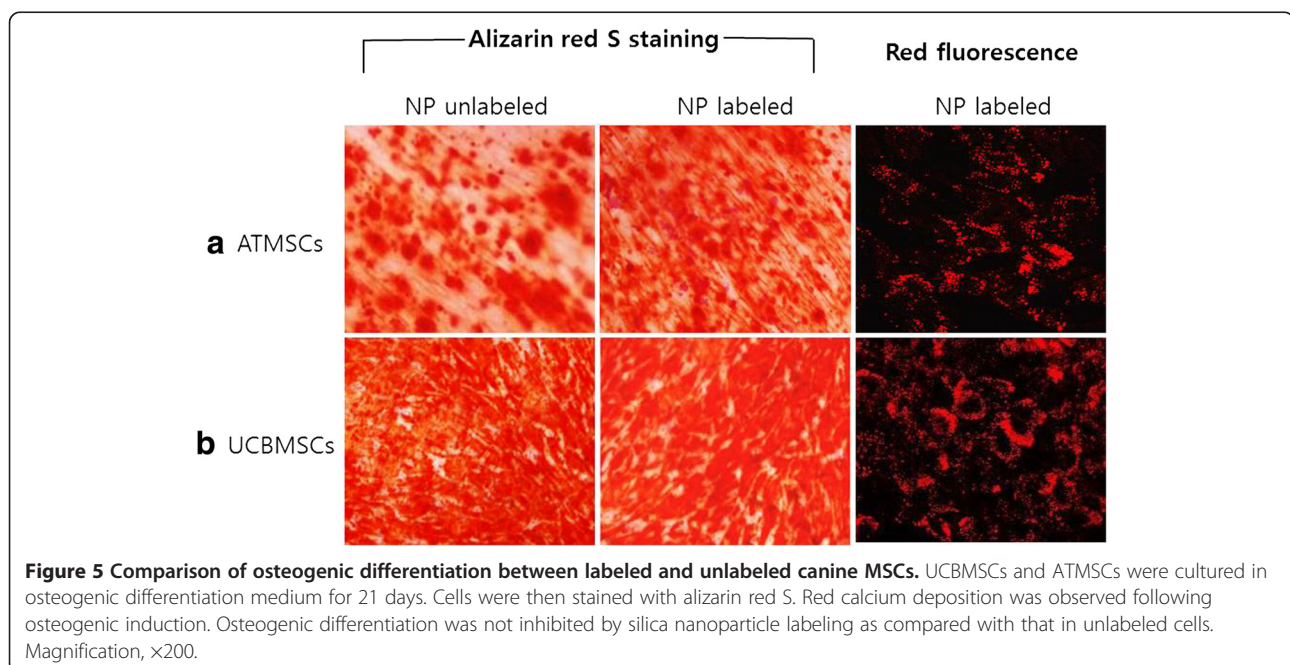 Alizarin red S staining
Red fluorescence
NP unlabeled
NP labeled
NP labeled
a ATMSCs
b UCBMSCs
Figure 5 Comparison of osteogenic differentiation between labeled and unlabeled canine MSCs. UCBMSCs and ATMSCs were cultured in
osteogenic differentiation medium for 21 days. Cells were then stained with alizarin red S. Red calcium deposition was observed following
osteogenic induction. Osteogenic differentiation was not inhibited by silica nanoparticle labeling as compared with that in unlabeled cells.
Magnification, ×200.